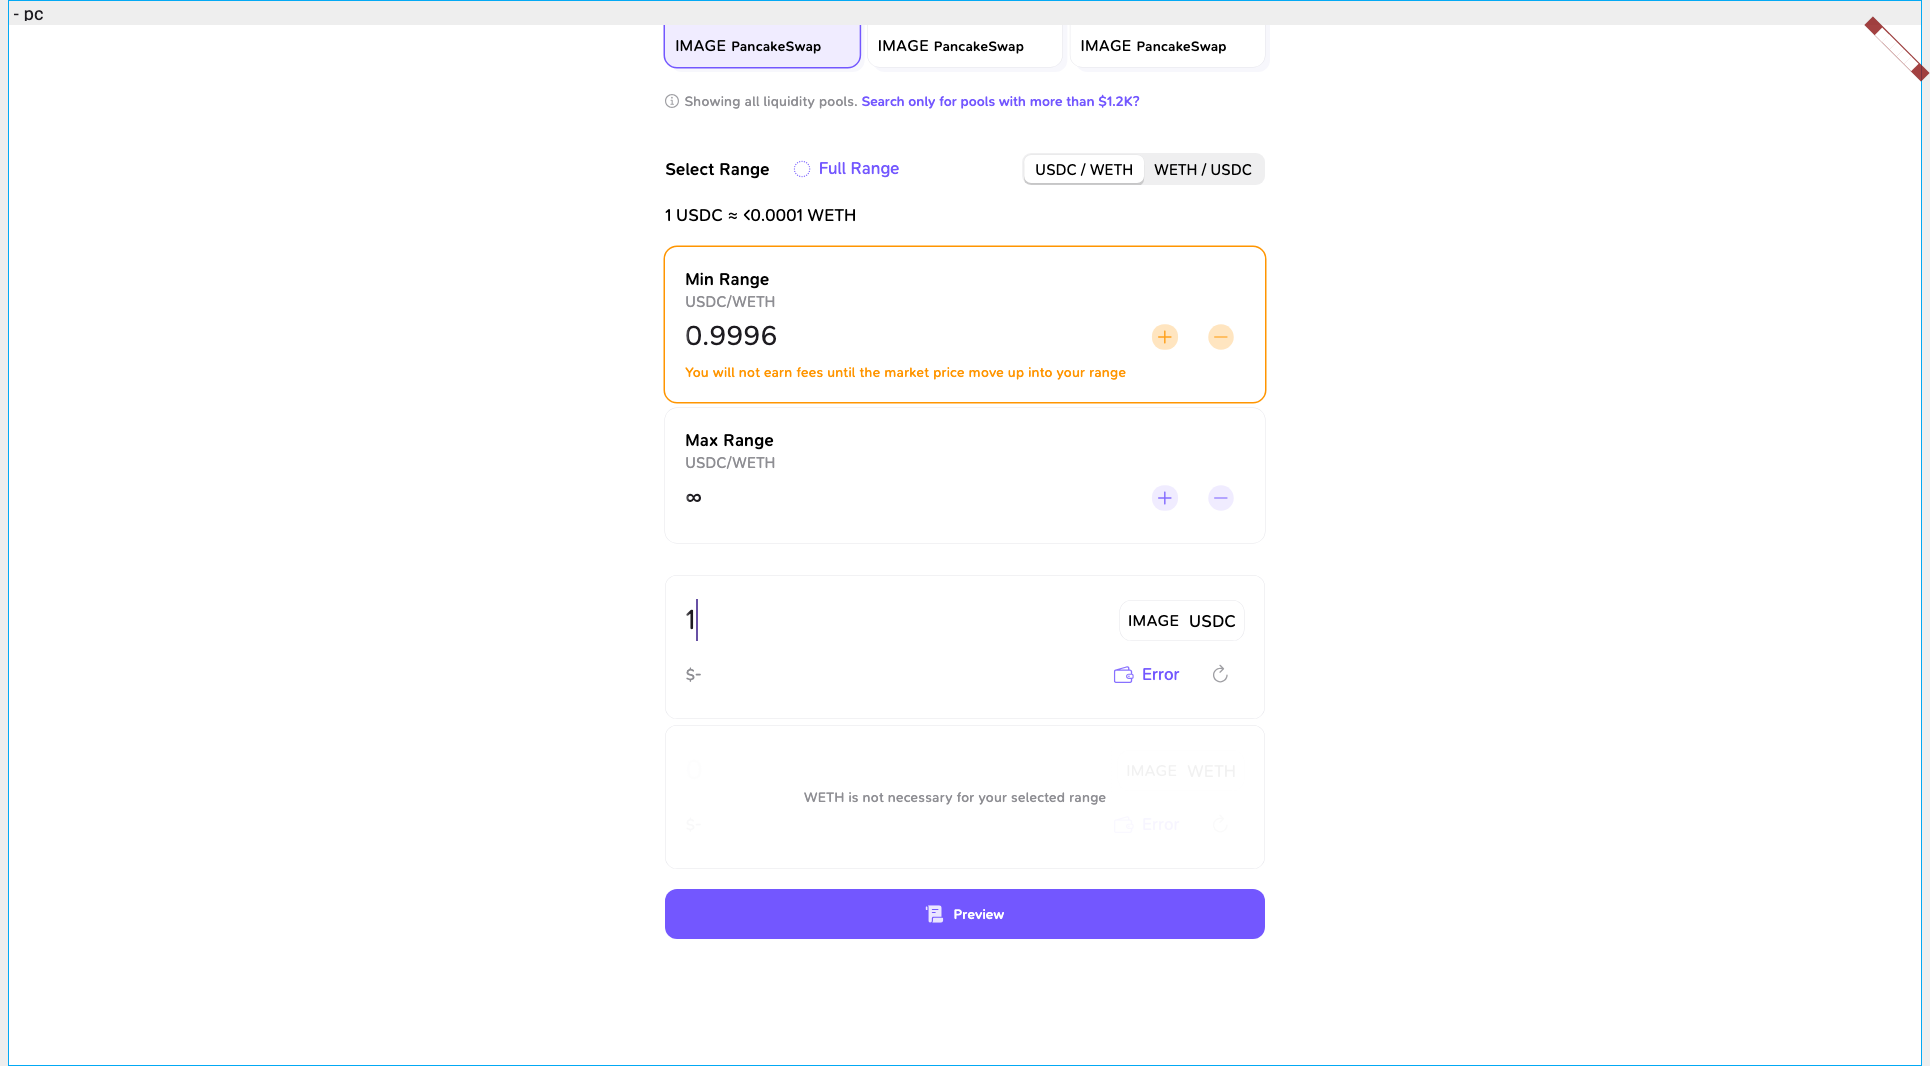 - pc
IMAGE PancakeSwap
IMAGE PancakeSwap
IMAGE PancakeSwap
Showing all liquidity pools. Search only for pools with more than $1.2K?
Select Range
Full Range
USDC / WETH
WETH / USDC
1 USDC ≈ <0.0001 WETH
Min Range
USDC/WETH
0.9996
You will not earn fees until the market price move up into your range
Max Range
USDC/WETH
∞
1
IMAGE USDC
$-
Error
IMAGE WETH
WETH is not necessary for your selected range
$-
Error
Preview